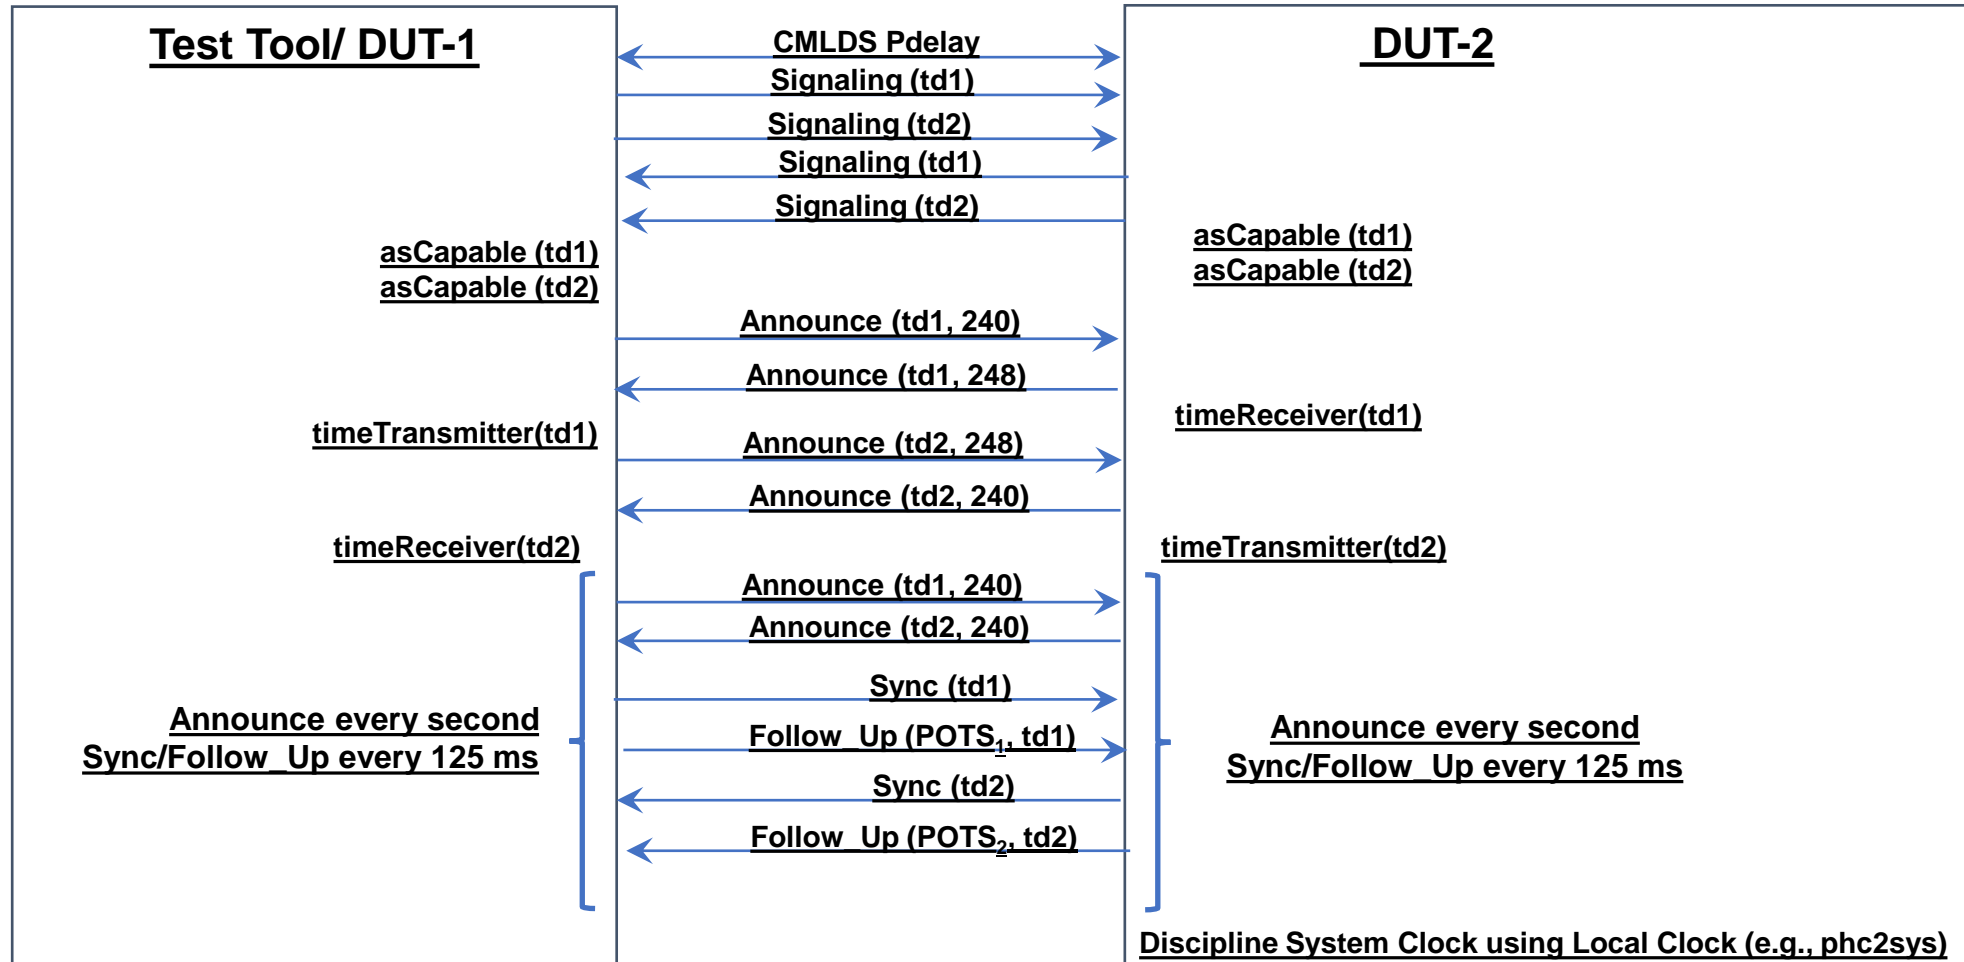 Test Tool/ DUT-1
DUT-2
CMLDS Pdelay
Signaling (td1)
Signaling (td2)
Signaling (td1)
Signaling (td2)
asCapable (td1)
asCapable (td2)
asCapable (td1)
asCapable (td2)
Announce (td1, 240)
Announce (td1, 248)
timeTransmitter(td1)
timeReceiver(td1)
Announce (td2, 248)
Announce (td2, 240)
timeReceiver(td2)
timeTransmitter(td2)
Announce (td1, 240)
Announce (td2, 240)
Sync (td1)
Follow_Up (POTS1, td1)
Sync (td2)
Follow_Up (POTS2, td2)
Announce every second
Sync/Follow_Up every 125 ms
Announce every second
Sync/Follow_Up every 125 ms
Discipline System Clock using Local Clock (e.g., phc2sys)